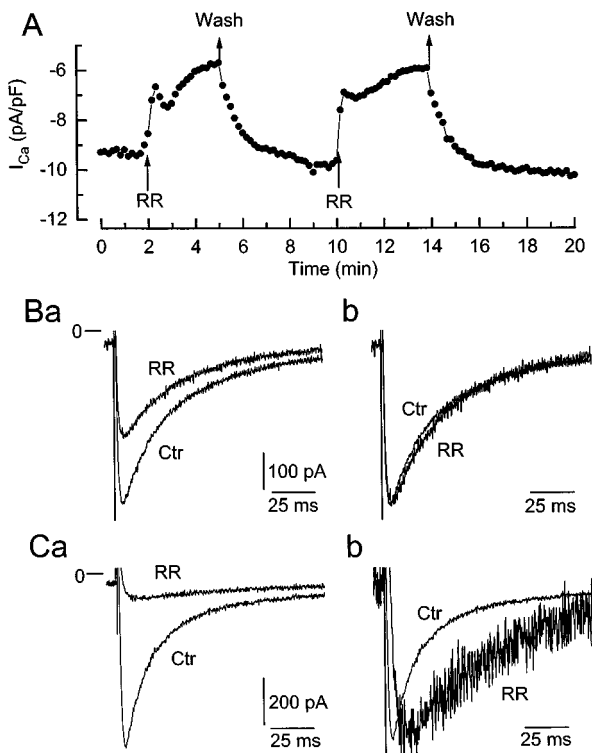 A
Wash
Wash
I_Ca (pA/pF)
-6
-8
-10
-12
RR
RR
0 2 4 6 8 10 12 14 16 18 20
Time (min)
Ba
b
0
RR
Ctr
Ctr
RR
100 pA
25 ms
25 ms
Ca
b
0
RR
Ctr
Ctr
RR
200 pA
25 ms
25 ms